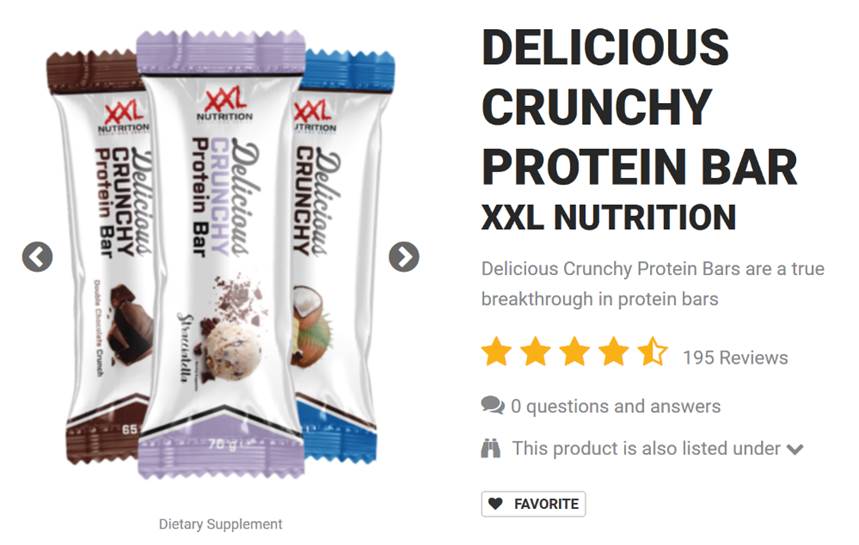 DELICIOUS
CRUNCHY
PROTEIN BAR
XXL NUTRITION
Delicious Crunchy Protein Bars are a true
breakthrough in protein bars
195 Reviews
0 questions and answers
This product is also listed under
FAVORITE
XXL
NUTRITION
Delicious
CRUNCHY
Protein Bar
Double Chocolate Crunch
65
XXL
NUTRITION
Delicious
CRUNCHY
Protein Bar
Stracciatella
70 g
XXL
NUTRITION
Delicious
CRUNCHY
Dietary Supplement